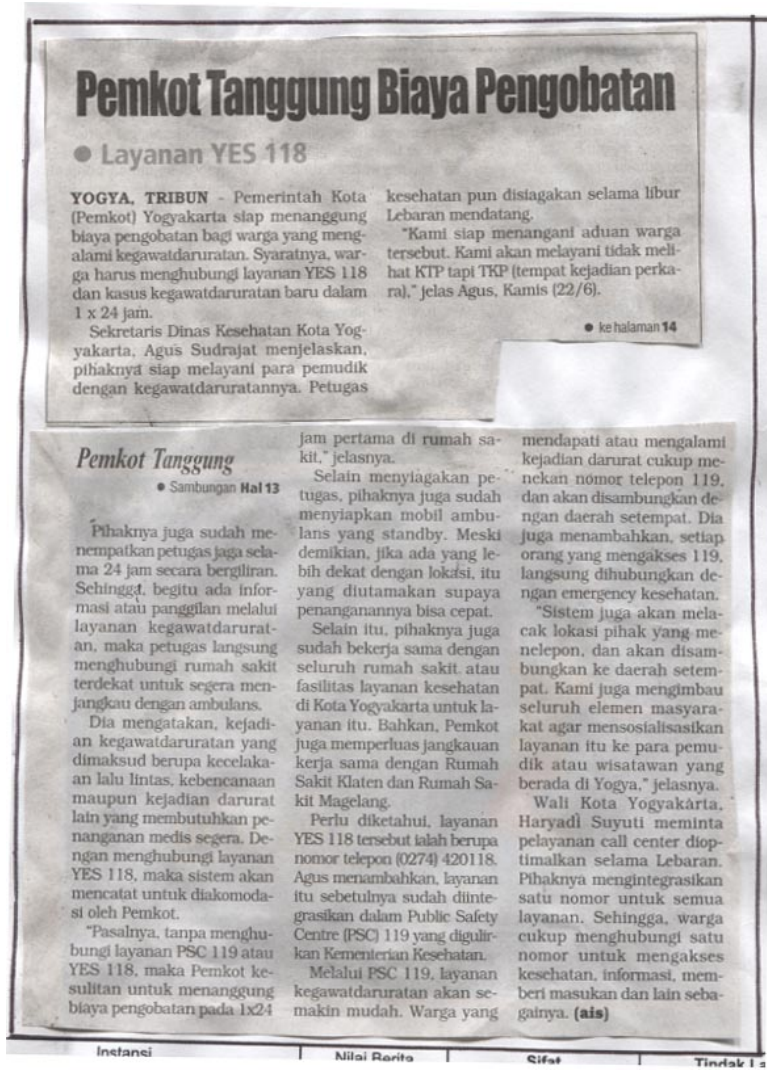 Pemkot Tanggung Biaya Pengobatan
● Layanan YES 118
YOGYA, TRIBUN - Pemerintah Kota
(Pemkot) Yogyakarta siap menanggung
biaya pengobatan bagi warga yang meng-
alami kegawatdaruratan. Syaratnya, war-
ga harus menghubungi layanan YES 118
dan kasus kegawatdaruratan baru dalam
1 x 24 jam.
Sekretaris Dinas Kesehatan Kota Yog-
yakarta, Agus Sudrajat menjelaskan,
pihaknya siap melayani para pemudik
dengan kegawatdaruratannya. Petugas
kesehatan pun disiagakan selama libur
Lebaran mendatang.
"Kami siap menangani aduan warga
tersebut. Kami akan melayani tidak meli-
hat KTP tapi TKP (tempat kejadian perka-
ra)," jelas Agus, Kamis (22/6).
● ke halaman 14
Pemkot Tanggung
● Sambungan Hal 13
Pihaknya juga sudah me-
nempatkan petugas jaga sela-
ma 24 jam secara bergiliran.
Sehingga, begitu ada infor-
masi atau panggilan melalui
layanan kegawatdarurat-
an, maka petugas langsung
menghubungi rumah sakit
terdekat untuk segera men-
jangkau dengan ambulans.
Dia mengatakan, kejadi-
an kegawatdaruratan yang
dimaksud berupa kecelaka-
an lalu lintas, kebencanaan
maupun kejadian darurat
lain yang membutuhkan pe-
nanganan medis segera. De-
ngan menghubungi layanan
YES 118, maka sistem akan
mencatat untuk diakomoda-
si oleh Pemkot.
"Pasalnya, tanpa menghu-
bungi layanan PSC 119 atau
YES 118, maka Pemkot ke-
sulitan untuk menanggung
biaya pengobatan pada 1x24
jam pertama di rumah sa-
kit," jelasnya.
Selain menyiagakan pe-
tugas, pihaknya juga sudah
menyiapkan mobil ambu-
lans yang standby. Meski
demikian, jika ada yang le-
bih dekat dengan lokasi, itu
yang diutamakan supaya
penanganannya bisa cepat.
Selain itu, pihaknya juga
sudah bekerja sama dengan
seluruh rumah sakit atau
fasilitas layanan kesehatan
di Kota Yogyakarta untuk la-
yanan itu. Bahkan, Pemkot
juga memperluas jangkauan
kerja sama dengan Rumah
Sakit Klaten dan Rumah Sa-
kit Magelang.
Perlu diketahui, layanan
YES 118 tersebut ialah berupa
nomor telepon (0274) 420118.
Agus menambahkan, layanan
itu sebetulnya sudah diinte-
grasikan dalam Public Safety
Centre (PSC) 119 yang digulir-
kan Kementerian Kesehatan.
Melalui PSC 119, layanan
kegawatdaruratan akan se-
makin mudah. Warga yang
mendapati atau mengalami
kejadian darurat cukup me-
nekan nomor telepon 119,
dan akan disambungkan de-
ngan daerah setempat. Dia
juga menambahkan, setiap
orang yang mengakses 119,
langsung dihubungkan de-
ngan emergency kesehatan.
"Sistem juga akan mela-
cak lokasi pihak yang me-
nelepon, dan akan disam-
bungkan ke daerah setem-
pat. Kami juga mengimbau
seluruh elemen masyara-
kat agar mensosialisasikan
layanan itu ke para pemu-
dik atau wisatawan yang
berada di Yogya," jelasnya.
Wali Kota Yogyakarta,
Haryadi Suyuti meminta
pelayanan call center diop-
timalkan selama Lebaran.
Pihaknya mengintegrasikan
satu nomor untuk semua
layanan. Sehingga, warga
cukup menghubungi satu
nomor untuk mengakses
kesehatan, informasi, mem-
beri masukan dan lain seba-
gainya. (ais)
Instansi
Nilai Berita
Sifat
Tindak La